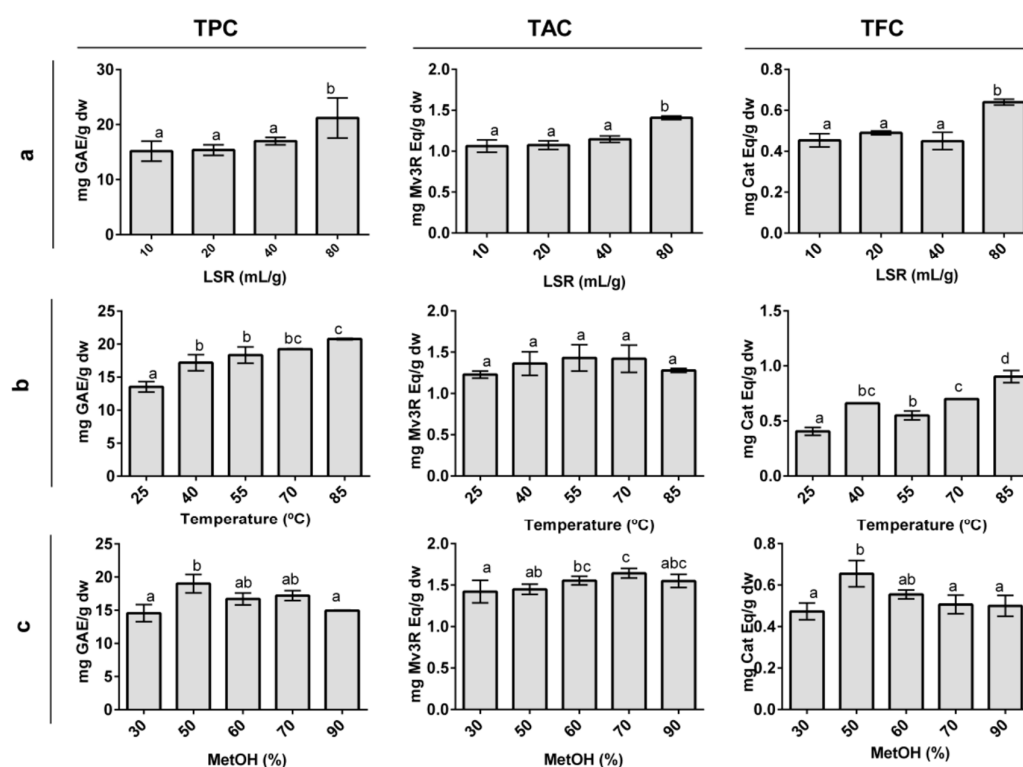 TPC TAC TFC
a
mg GAE/g dw
30
20
10
0
a a a b
10 20 40 80
LSR (mL/g)
mg Mv3R Eq/g dw
2.0
1.5
1.0
0.5
0.0
a a a b
10 20 40 80
LSR (mL/g)
mg Cat Eq/g dw
0.8
0.6
0.4
0.2
0.0
a a a b
10 20 40 80
LSR (mL/g)
b
mg GAE/g dw
25
20
15
10
5
0
a b b bc c
25 40 55 70 85
Temperature (ºC)
mg Mv3R Eq/g dw
2.0
1.5
1.0
0.5
0.0
a a a a a
25 40 55 70 85
Temperature (ºC)
mg Cat Eq/g dw
1.5
1.0
0.5
0.0
a bc b c d
25 40 55 70 85
Temperature (ºC)
c
mg GAE/g dw
25
20
15
10
5
0
a b ab ab a
30 50 60 70 90
MetOH (%)
mg Mv3R Eq/g dw
2.0
1.5
1.0
0.5
0.0
a ab bc c abc
30 50 60 70 90
MetOH (%)
mg Cat Eq/g dw
0.8
0.6
0.4
0.2
0.0
a b ab a a
30 50 60 70 90
MetOH (%)